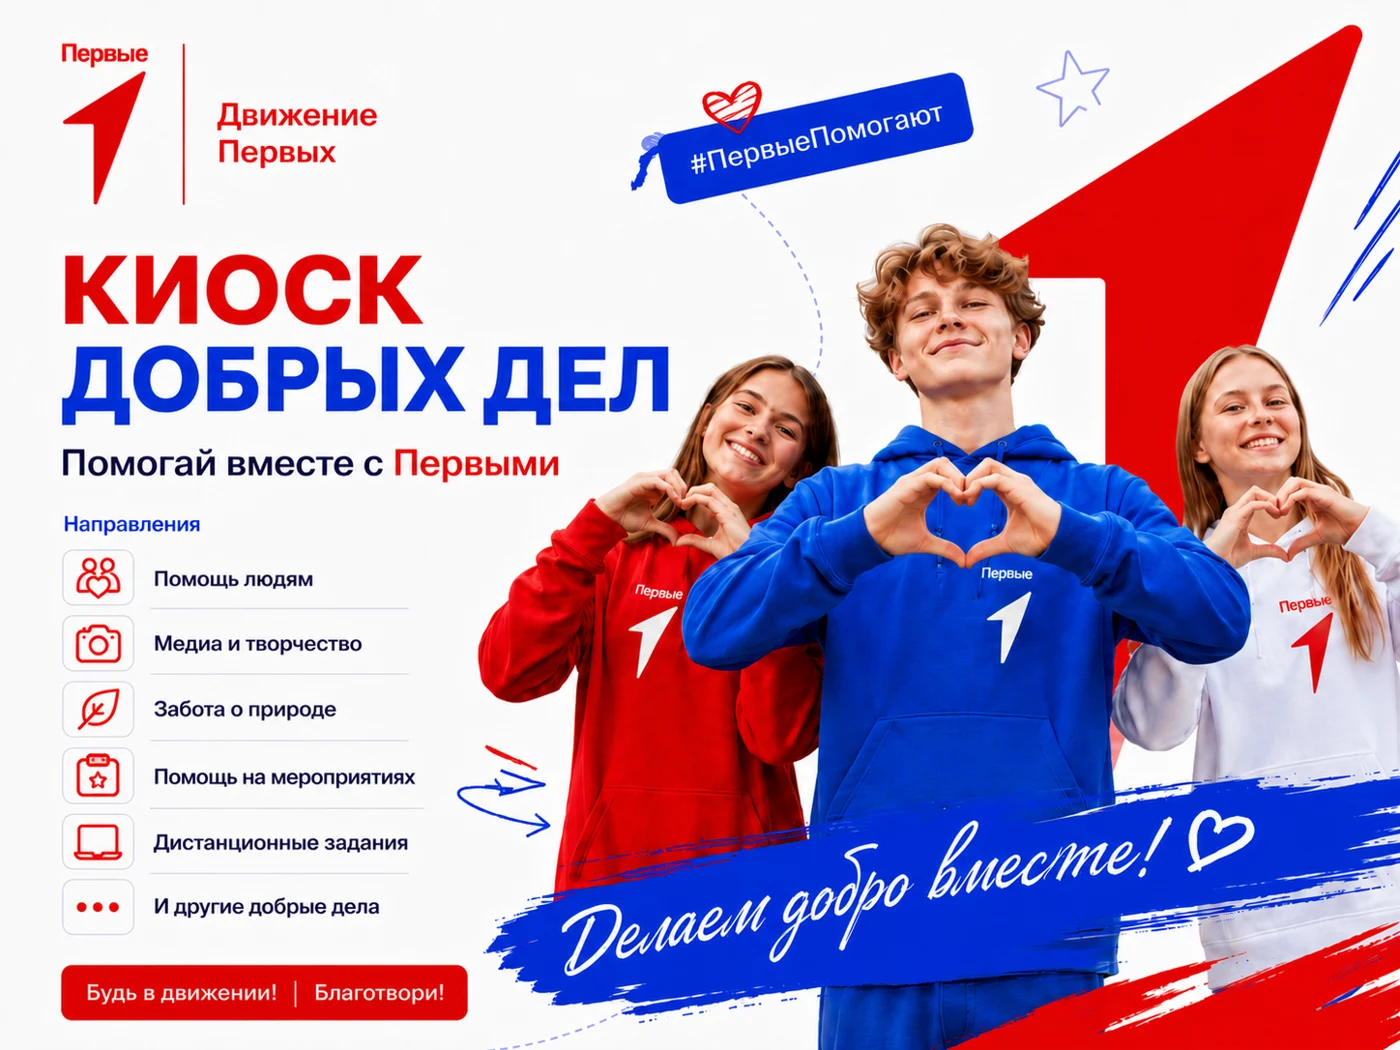 Первые
Движение
Первых
#ПервыеПомогают
КИОСК
ДОБРЫХ ДЕЛ
Помогай вместе с Первыми
Направления
Помощь людям
Медиа и творчество
Забота о природе
Помощь на мероприятиях
Дистанционные задания
И другие добрые дела
Будь в движении! | Благотвори!
Первые
Первые
Первые
Делаем добро вместе!